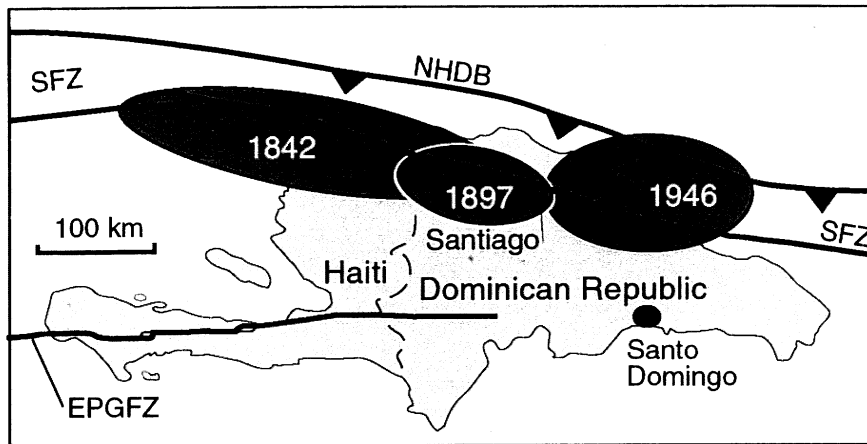 NHDB
SFZ
1842
1897
1946
100 km
Santiago
SFZ
Haiti
Dominican Republic
Santo
Domingo
EPGFZ